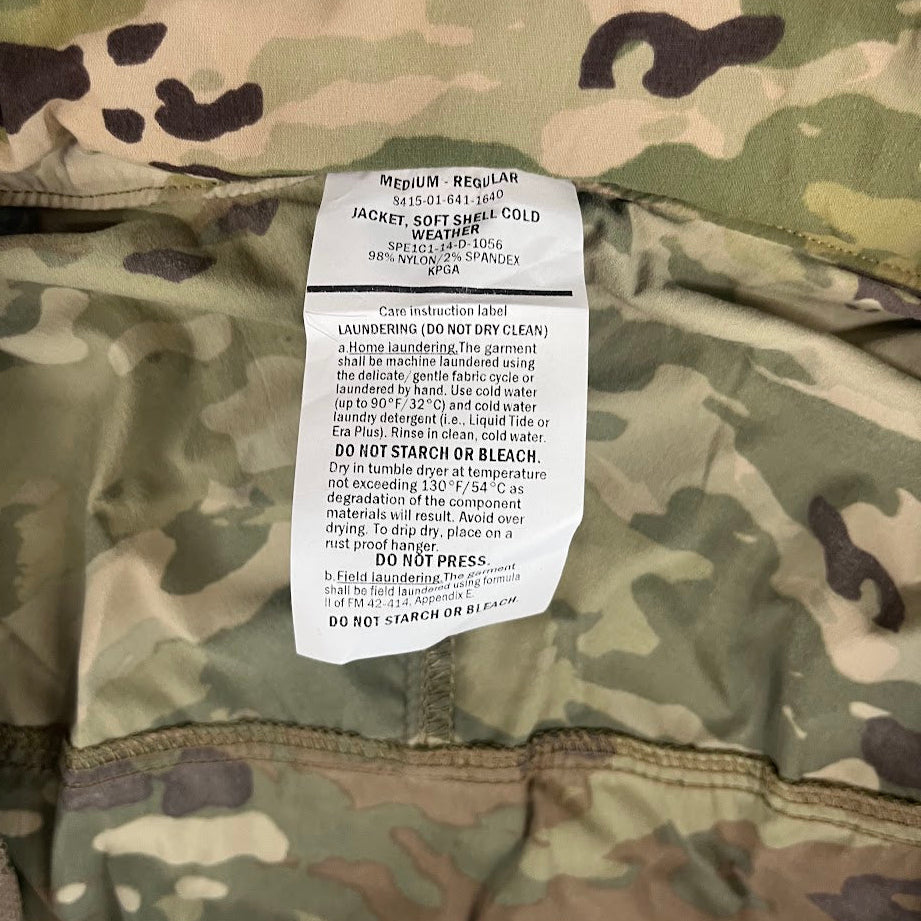 MEDIUM - REGULAR
8415-01-641-1640
JACKET, SOFT SHELL COLD
WEATHER
SPE1C1-14-D-1056
98% NYLON/2% SPANDEX
KPGA
Care instruction label
LAUNDERING (DO NOT DRY CLEAN)
a.Home laundering.The garment
shall be machine laundered using
the delicate/gentle fabric cycle or
laundered by hand. Use cold water
(up to 90°F/32°C) and cold water
laundry detergent (i.e., Liquid Tide or
Era Plus). Rinse in clean, cold water.
DO NOT STARCH OR BLEACH.
Dry in tumble dryer at temperature
not exceeding 130°F/54°C as
degradation of the component
materials will result. Avoid over
drying. To drip dry, place on a
rust proof hanger.
DO NOT PRESS.
b.Field laundering.The garment
shall be field laundered using formula
II of FM 42-414, Appendix E.
DO NOT STARCH OR BLEACH.